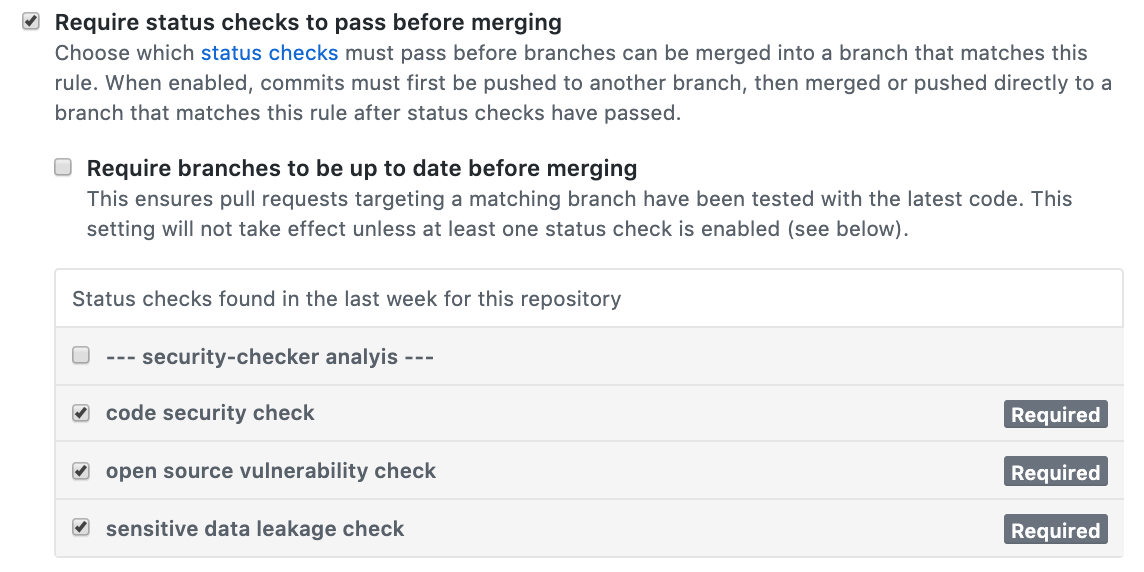 Require status checks to pass before merging
Choose which status checks must pass before branches can be merged into a branch that matches this
rule. When enabled, commits must first be pushed to another branch, then merged or pushed directly to a
branch that matches this rule after status checks have passed.
Require branches to be up to date before merging
This ensures pull requests targeting a matching branch have been tested with the latest code. This
setting will not take effect unless at least one status check is enabled (see below).
Status checks found in the last week for this repository
--- security-checker analyis ---
code security check Required
open source vulnerability check Required
sensitive data leakage check Required